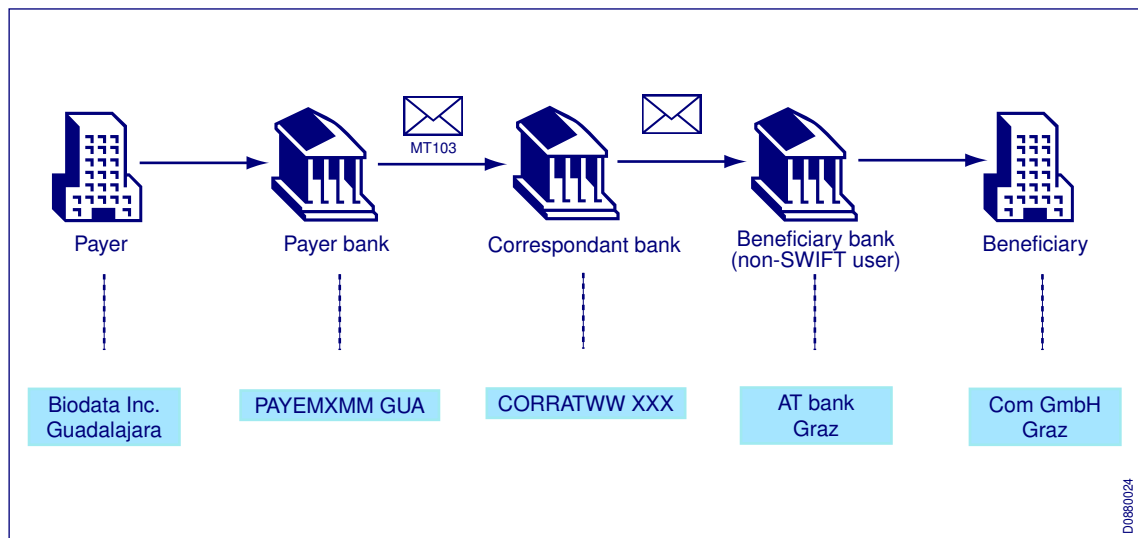 MT103
Payer
Payer bank
Correspondant bank
Beneficiary bank
(non-SWIFT user)
Beneficiary
Biodata Inc.
Guadalajara
PAYEMXMM GUA
CORRATWW XXX
AT bank
Graz
Com GmbH
Graz
D0880024